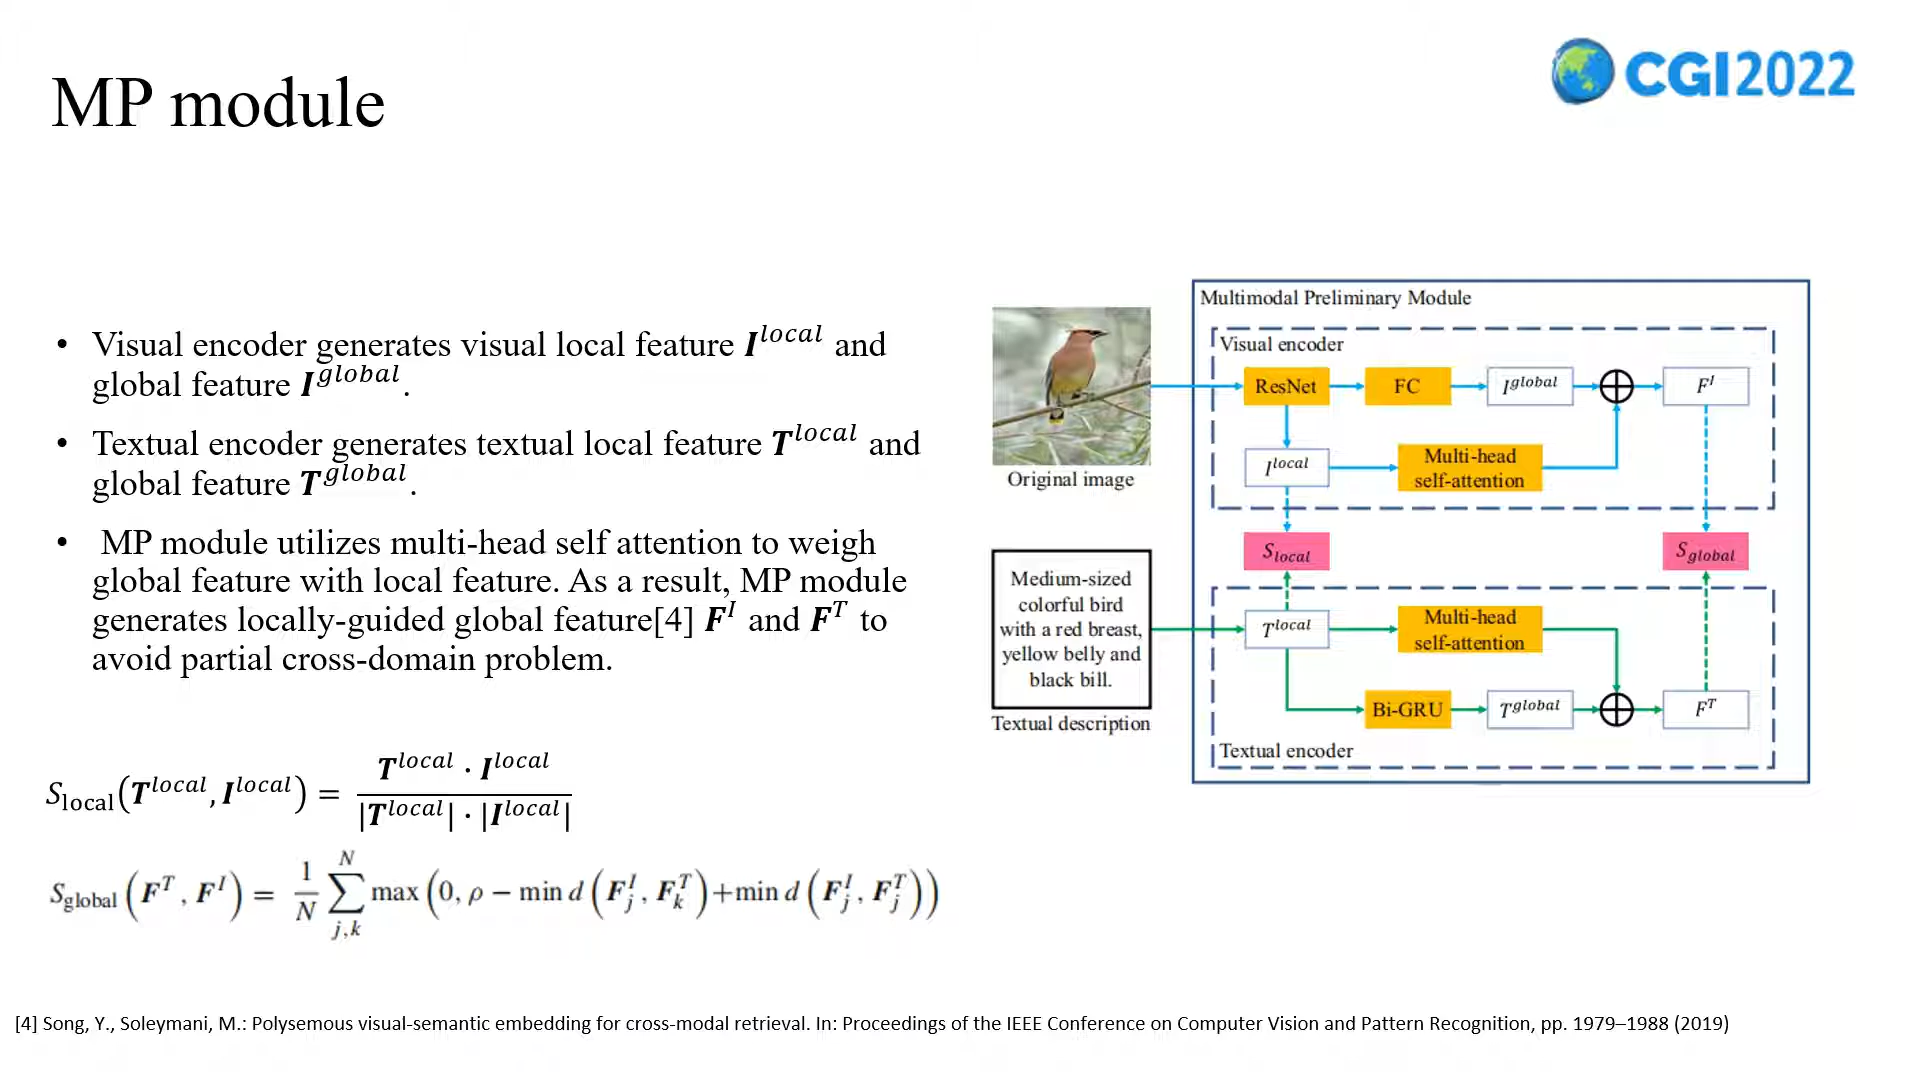 MP module
CGI2022
• Visual encoder generates visual local feature I^local and
global feature I^global.
• Textual encoder generates textual local feature T^local and
global feature T^global.
• MP module utilizes multi-head self attention to weigh
global feature with local feature. As a result, MP module
generates locally-guided global feature[4] F^I and F^T to
avoid partial cross-domain problem.
S_local(T^local, I^local) = T^local · I^local / |T^local| · |I^local|
S_global (F^T, F^I) = 1/N ∑_{j,k}^N max (0, ρ − min d (F_j^I, F_k^T) + min d (F_j^I, F_j^T))
Multimodal Preliminary Module
Visual encoder
ResNet
FC
I^global
F^I
I^local
Multi-head
self-attention
Original image
S_local
S_global
Medium-sized
colorful bird
with a red breast,
yellow belly and
black bill.
Textual description
T^local
Multi-head
self-attention
Bi-GRU
T^global
F^T
Textual encoder
[4] Song, Y., Soleymani, M.: Polysemous visual-semantic embedding for cross-modal retrieval. In: Proceedings of the IEEE Conference on Computer Vision and Pattern Recognition, pp. 1979–1988 (2019)